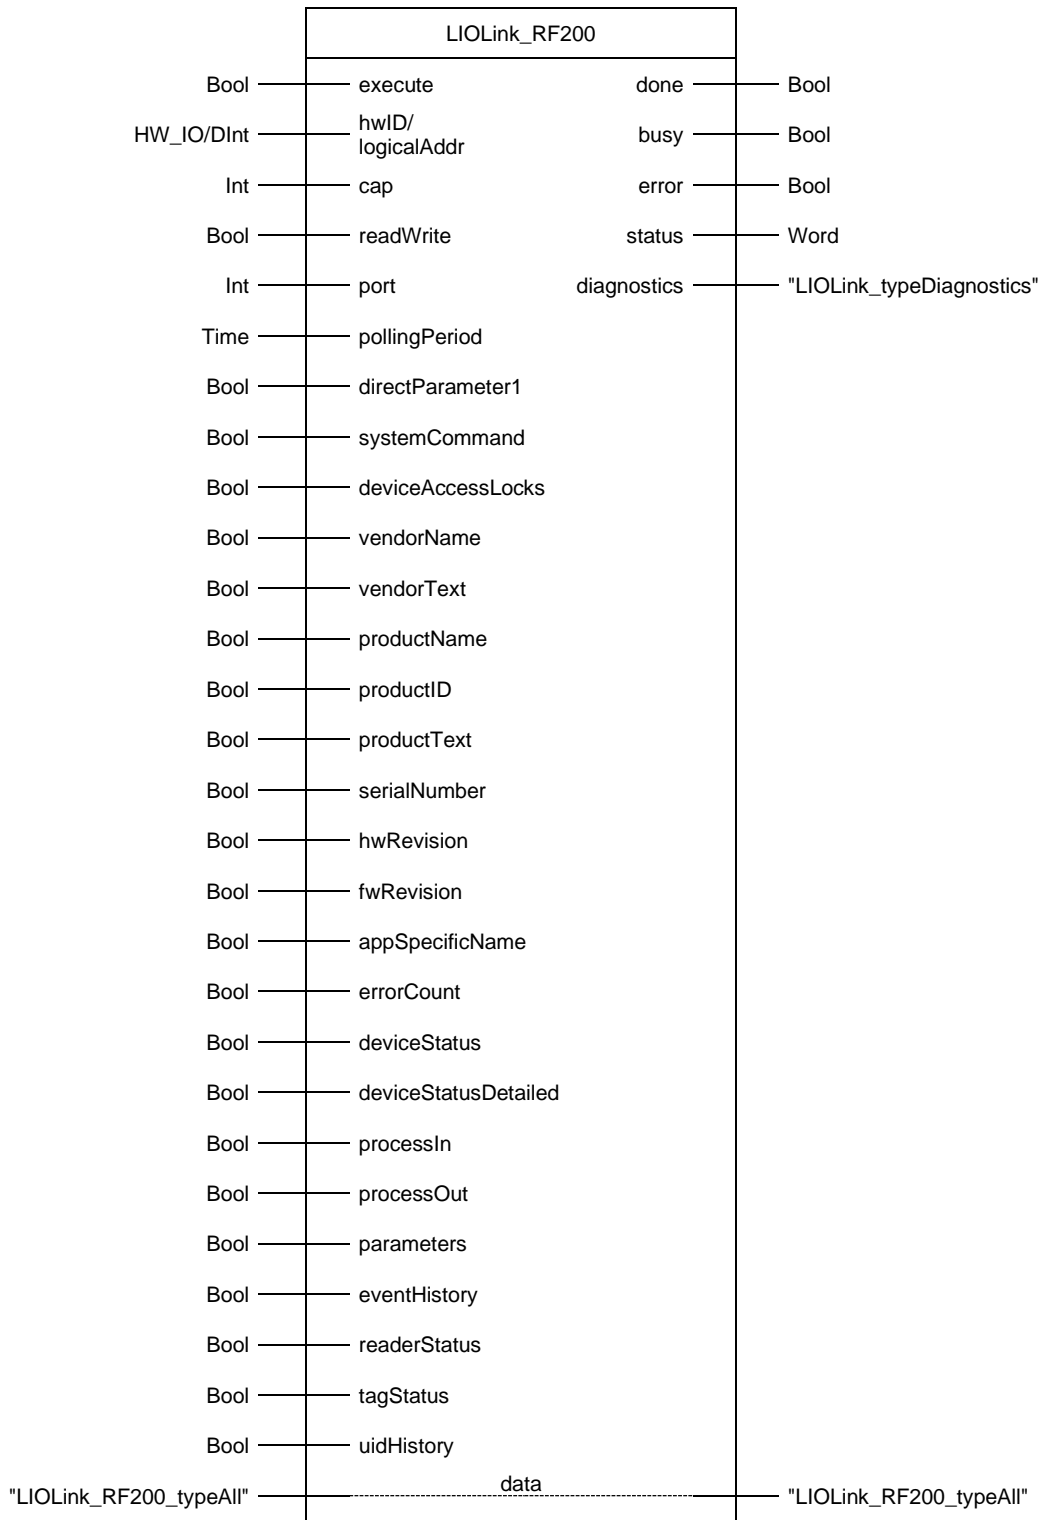 LIOLink_RF200
Bool execute done Bool
HW_IO/DInt hwID/ busy Bool
logicalAddr
Int cap error Bool
Bool readWrite status Word
Int port diagnostics "LIOLink_typeDiagnostics"
Time pollingPeriod
Bool directParameter1
Bool systemCommand
Bool deviceAccessLocks
Bool vendorName
Bool vendorText
Bool productName
Bool productID
Bool productText
Bool serialNumber
Bool hwRevision
Bool fwRevision
Bool appSpecificName
Bool errorCount
Bool deviceStatus
Bool deviceStatusDetailed
Bool processIn
Bool processOut
Bool parameters
Bool eventHistory
Bool readerStatus
Bool tagStatus
Bool uidHistory
"LIOLink_RF200_typeAll" data "LIOLink_RF200_typeAll"